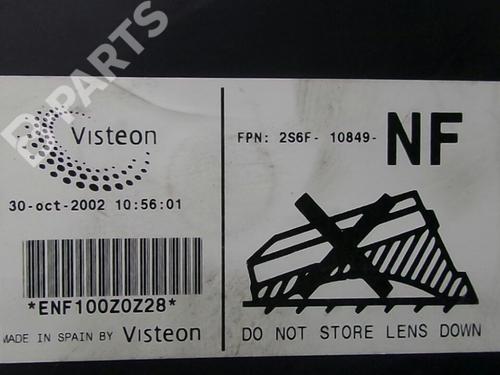 B-PARTS
Visteon
30-oct-2002 10:56:01
*ENF100Z0Z28*
MADE IN SPAIN BY Visteon
FPN: 2S6F- 10849- NF
DO NOT STORE LENS DOWN